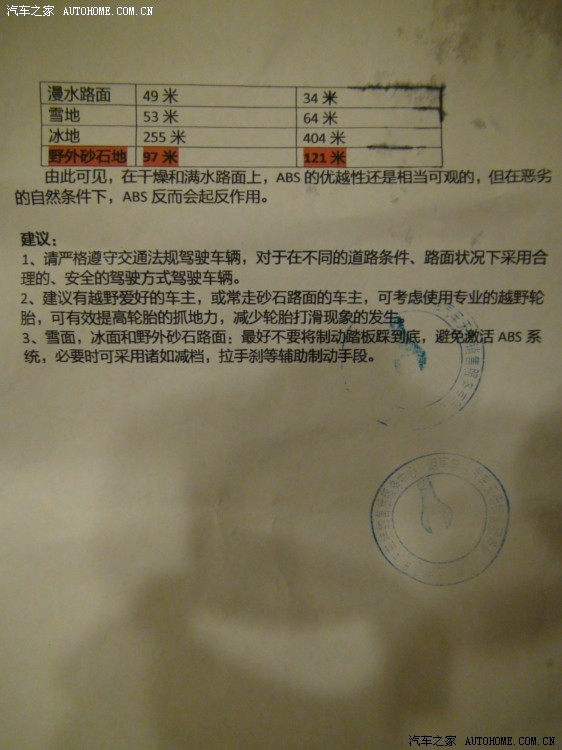 汽车之家 AUTOHOME.COM.CN
漫水路面 49 米 34 米
雪地 53 米 64 米
冰地 255 米 404 米
野外砂石地 97 米 121 米
由此可见，在干燥和满水路面上，ABS 的优越性还是相当可观的，但在恶劣
的自然条件下，ABS 反而会起反作用。
建议：
1、请严格遵守交通法规驾驶车辆，对于在不同的道路条件、路面状况下采用合
理的、安全的驾驶方式驾驶车辆。
2、建议有越野爱好的车主，或常走砂石路面的车主，可考虑使用专业的越野轮
胎，可有效提高轮胎的抓地力，减少轮胎打滑现象的发生。
3、雪面，冰面和野外砂石路面：最好不要将制动踏板踩到底，避免激活 ABS 系
统，必要时可采用诸如减档，拉手刹等辅助制动手段。
汽车之家 AUTOHOME.COM.CN